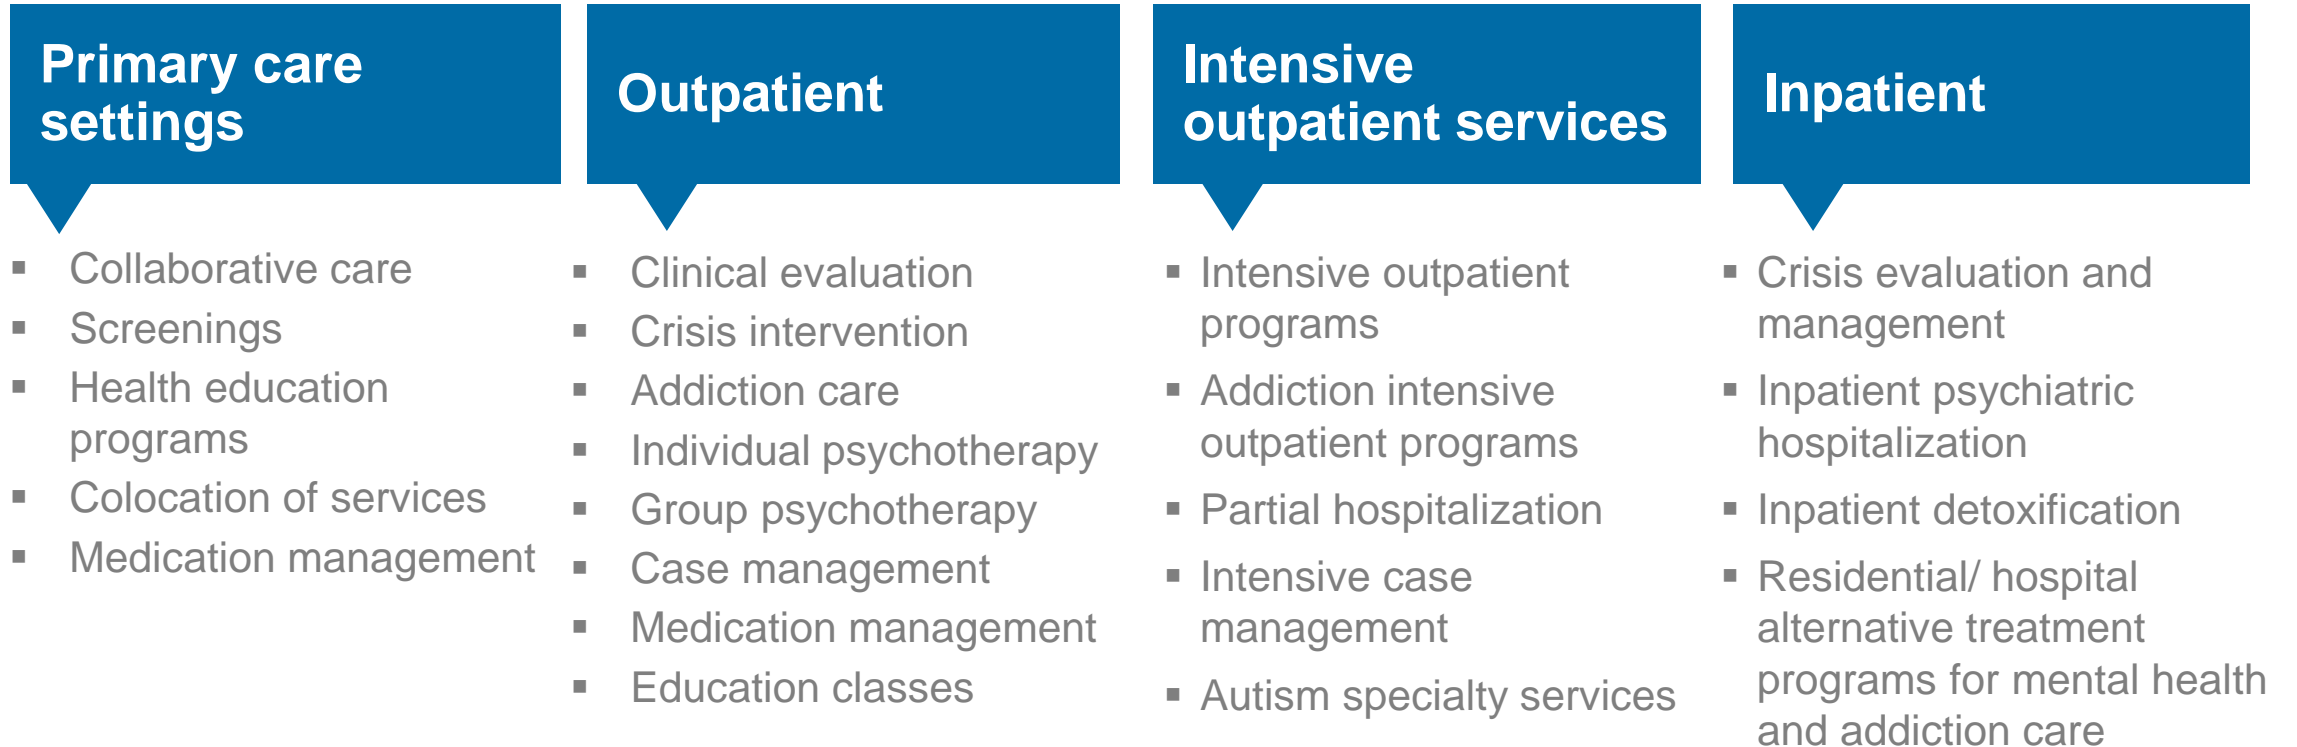 Primary care
settings
▪ Collaborative care
▪ Screenings
▪ Health education
programs
▪ Colocation of services
▪ Medication management
Outpatient
▪ Clinical evaluation
▪ Crisis intervention
▪ Addiction care
▪ Individual psychotherapy
▪ Group psychotherapy
▪ Case management
▪ Medication management
▪ Education classes
Intensive
outpatient services
▪ Intensive outpatient
programs
▪ Addiction intensive
outpatient programs
▪ Partial hospitalization
▪ Intensive case
management
▪ Autism specialty services
Inpatient
▪ Crisis evaluation and
management
▪ Inpatient psychiatric
hospitalization
▪ Inpatient detoxification
▪ Residential/ hospital
alternative treatment
programs for mental health
and addiction care